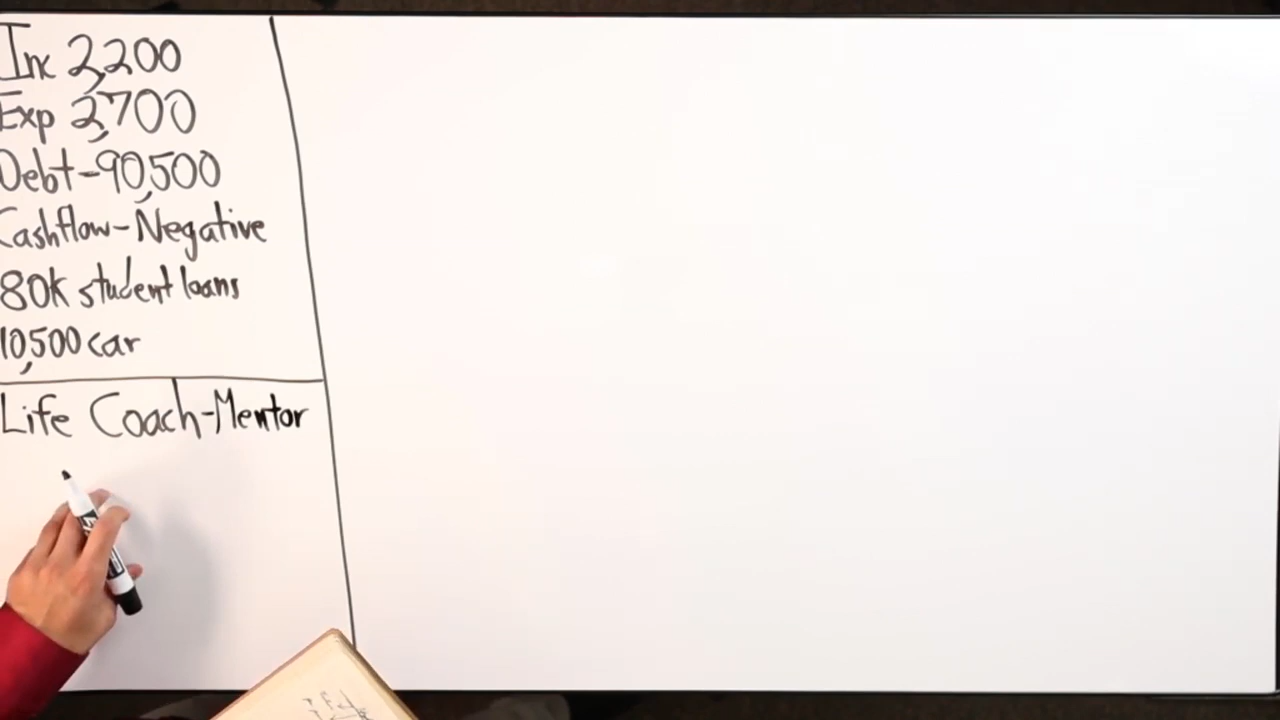 Inc 2,200
Exp 2,700
Debt-90,500
Cashflow-Negative
80k student loans
10,500 car
Life Coach-Mentor